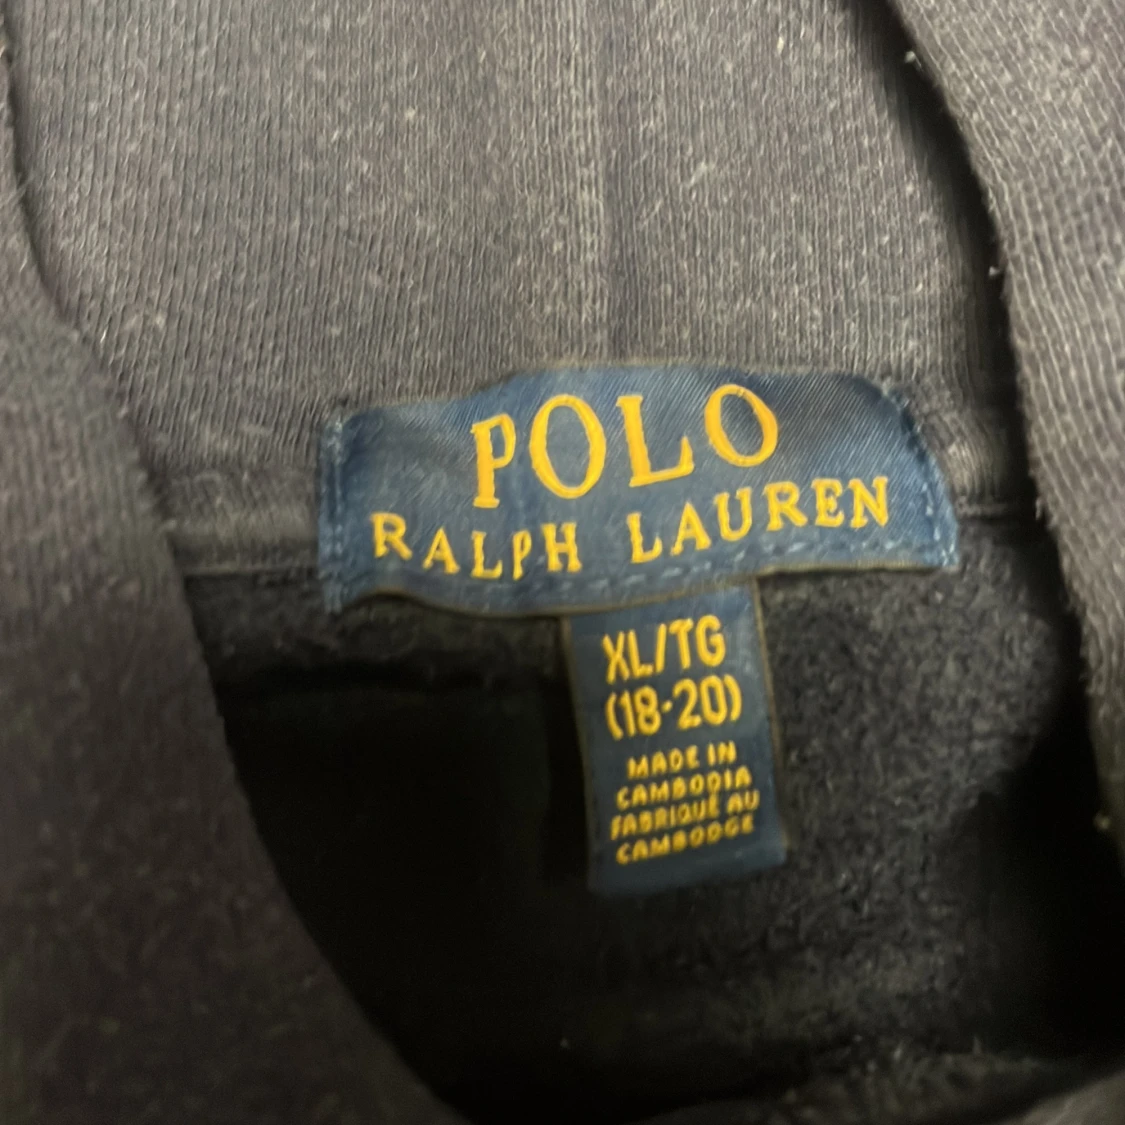 POLO
RALPH LAUREN
XL/TG
(18-20)
MADE IN
CAMBODIA
FABRIQUÉ AU
CAMBODGE